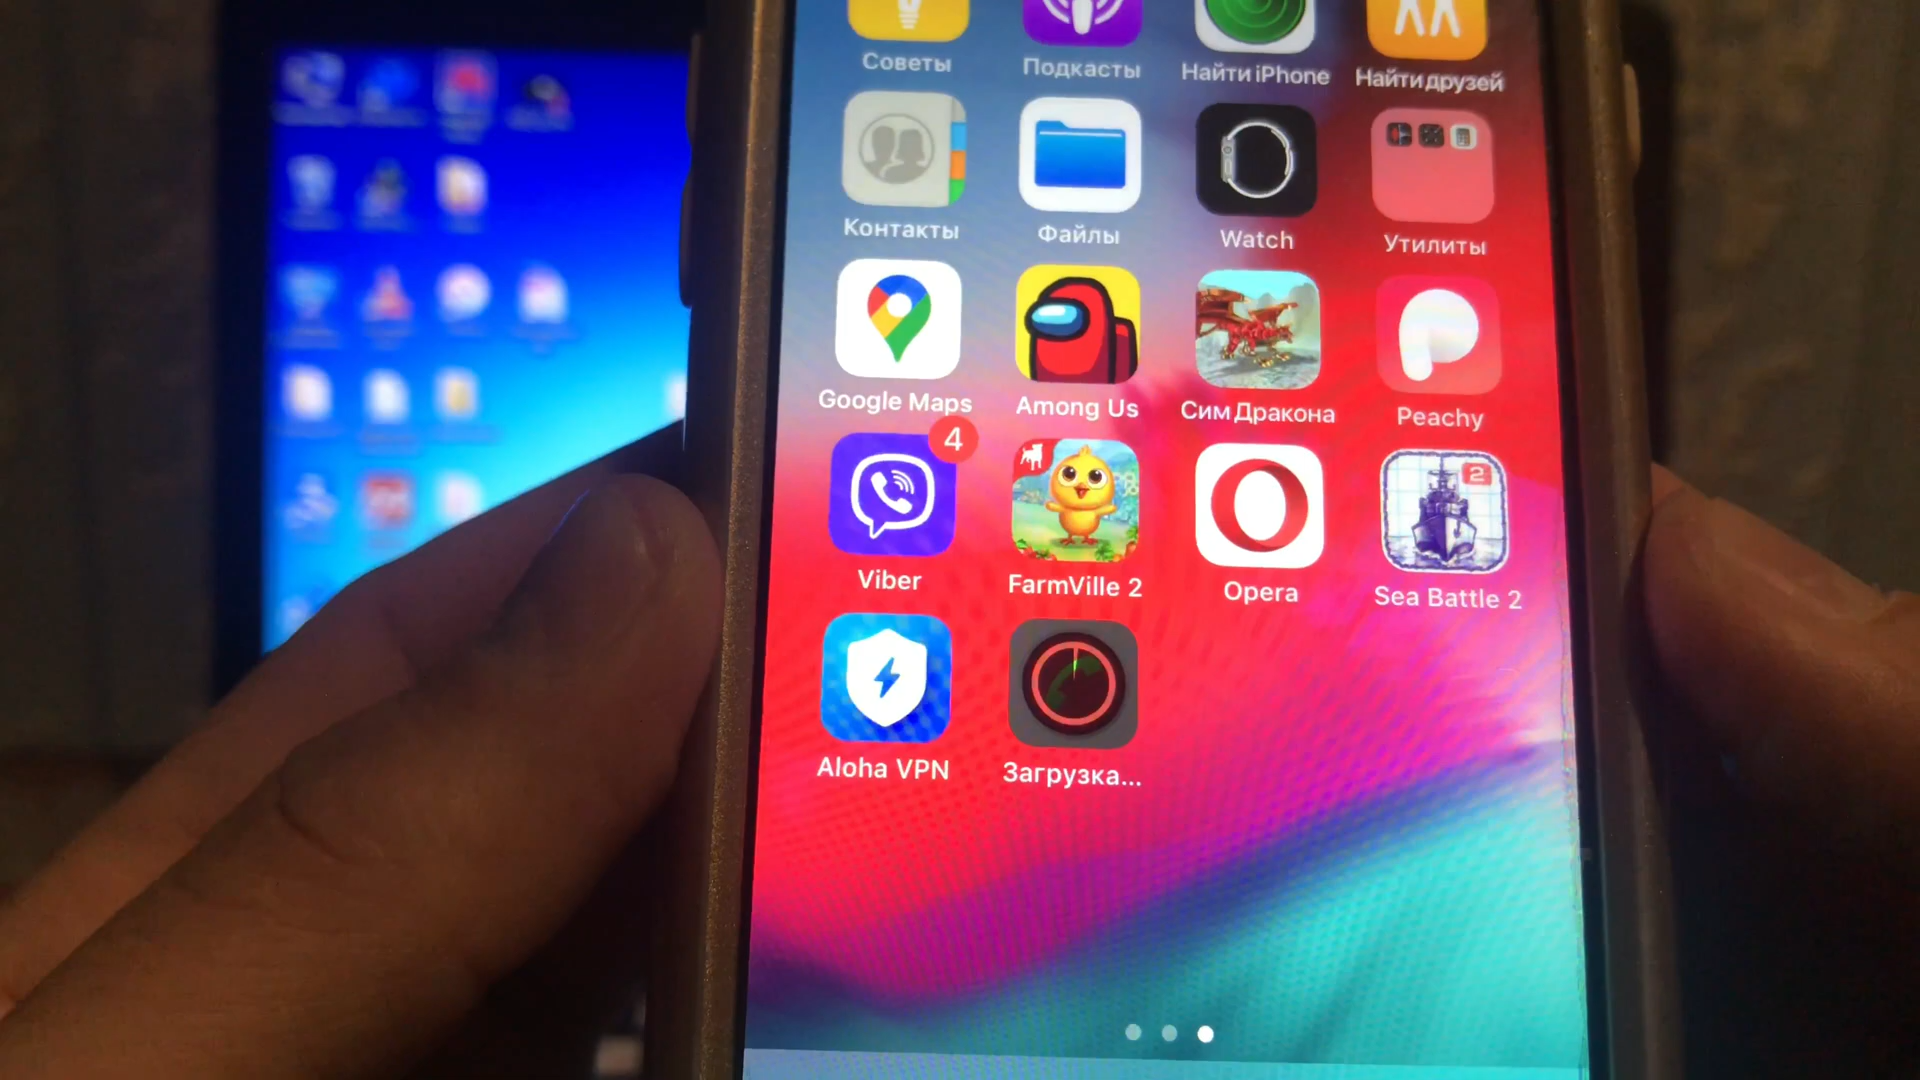 Советы Подкасты Найти iPhone Найти друзей
Контакты Файлы Watch Утилиты
Google Maps Among Us Сим Дракона Peachy
4
2
Viber FarmVille 2 Opera Sea Battle 2
Aloha VPN Загрузка...